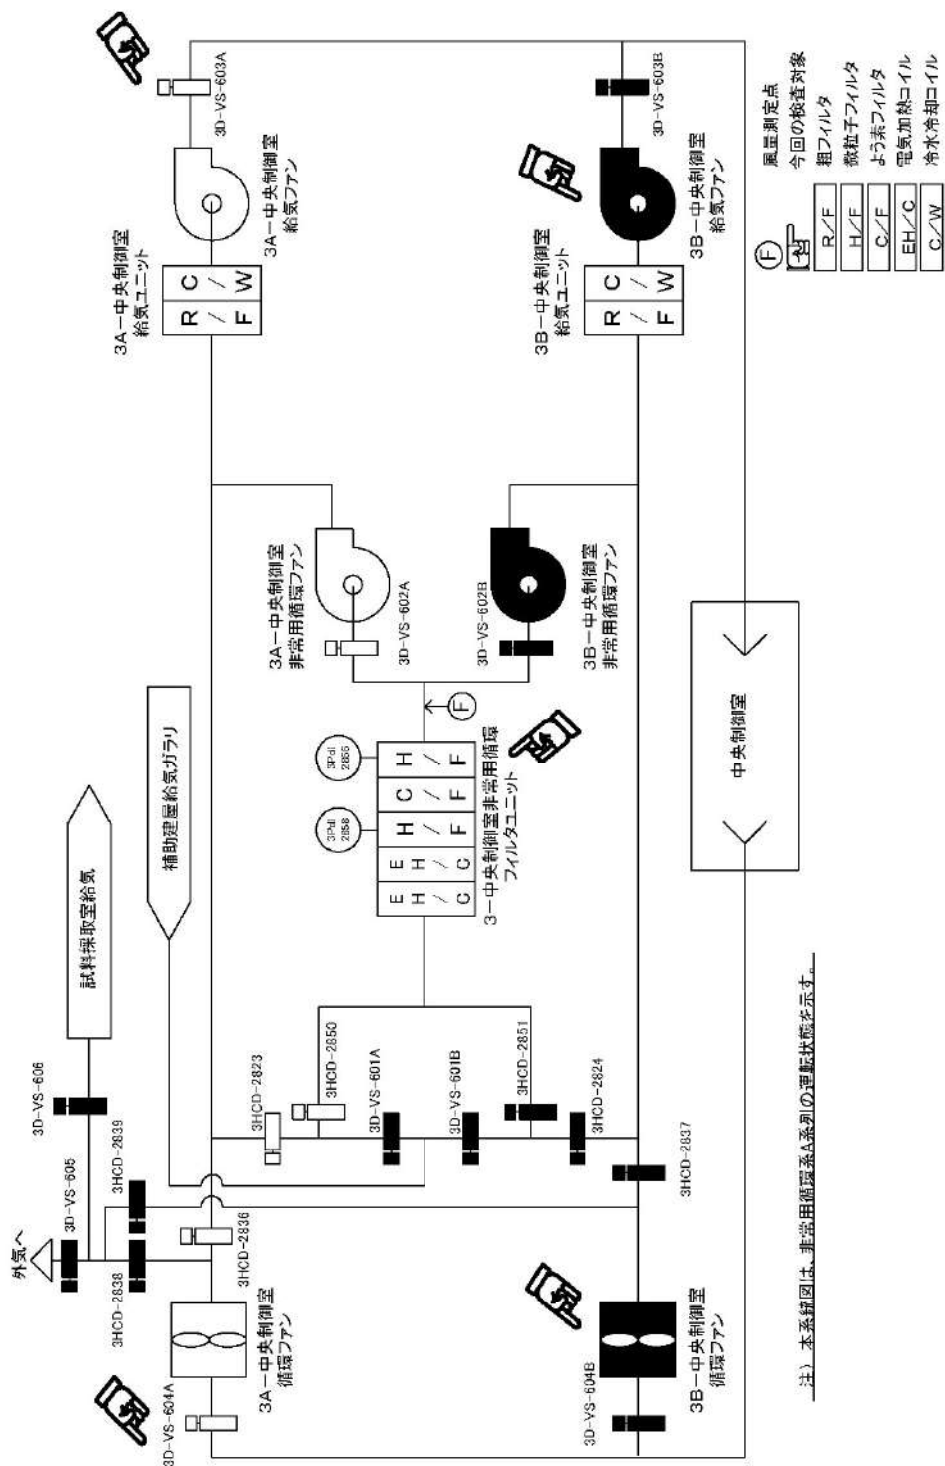 外気へ
3D-VS-605
3D-VS-606
試料採取室給気
3HCD-2838
3HCD-2839
補助建屋給気ガラリ
3D-VS-604A
3A－中央制御室
循環ファン
3HCD-2836
3HCD-2823
3HCD-2850
3D-VS-601A
3D-VS-601B
3HCD-2851
3HCD-2824
3HCD-2837
3A－中央制御室
給気ユニット
R/F
C/W
3A－中央制御室
給気ファン
3D-VS-603A
3A－中央制御室
非常用循環ファン
3D-VS-602A
3PdI
2858
3PdI
2856
EH/C
EH/C
H/F
C/F
H/F
F
3－中央制御室非常用循環
フィルタユニット
3D-VS-602B
3B－中央制御室
非常用循環ファン
3B－中央制御室
給気ユニット
R/F
C/W
3B－中央制御室
給気ファン
3D-VS-603B
3D-VS-604B
3B－中央制御室
循環ファン
中央制御室
F 風量測定点
今回の検査対象
R/F 粗フィルタ
H/F 微粒子フィルタ
C/F よう素フィルタ
EH/C 電気加熱コイル
C/W 冷水冷却コイル
注）本系統図は、非常用循環系A系列の運転状態を示す。